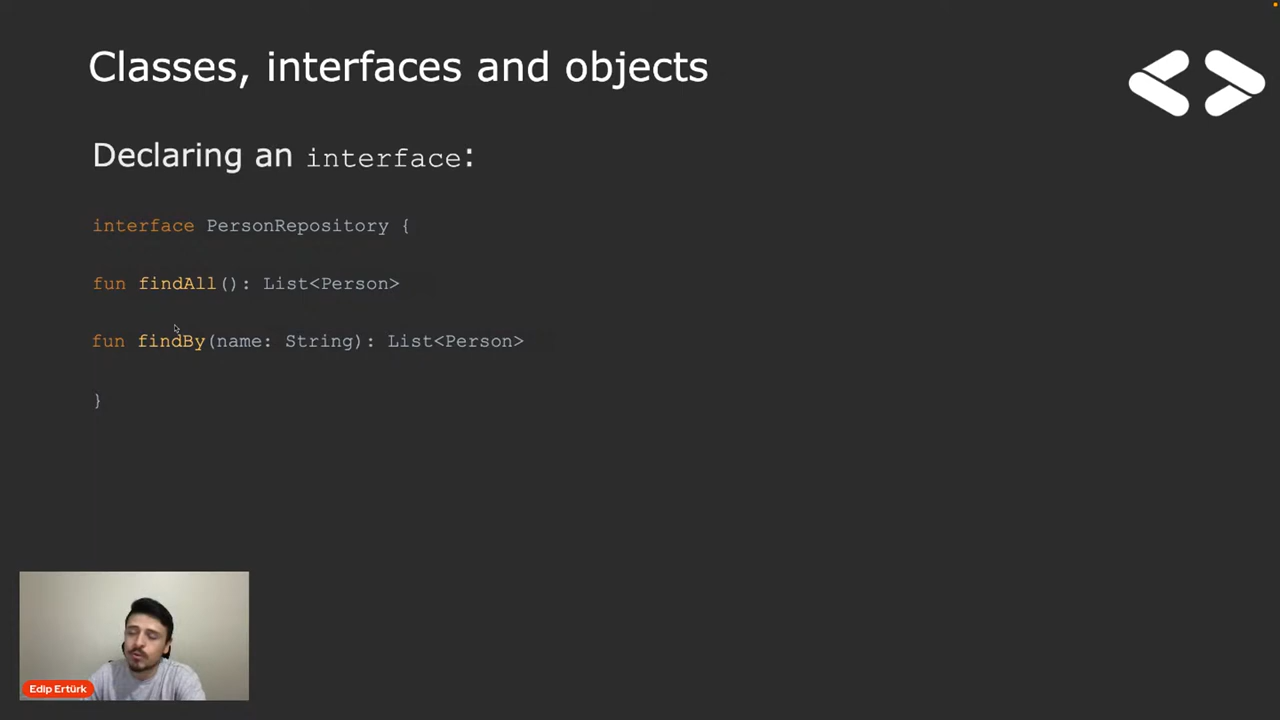 Classes, interfaces and objects
Declaring an interface:
interface PersonRepository {
fun findAll(): List<Person>
fun findBy(name: String): List<Person>
}
Edip Ertürk